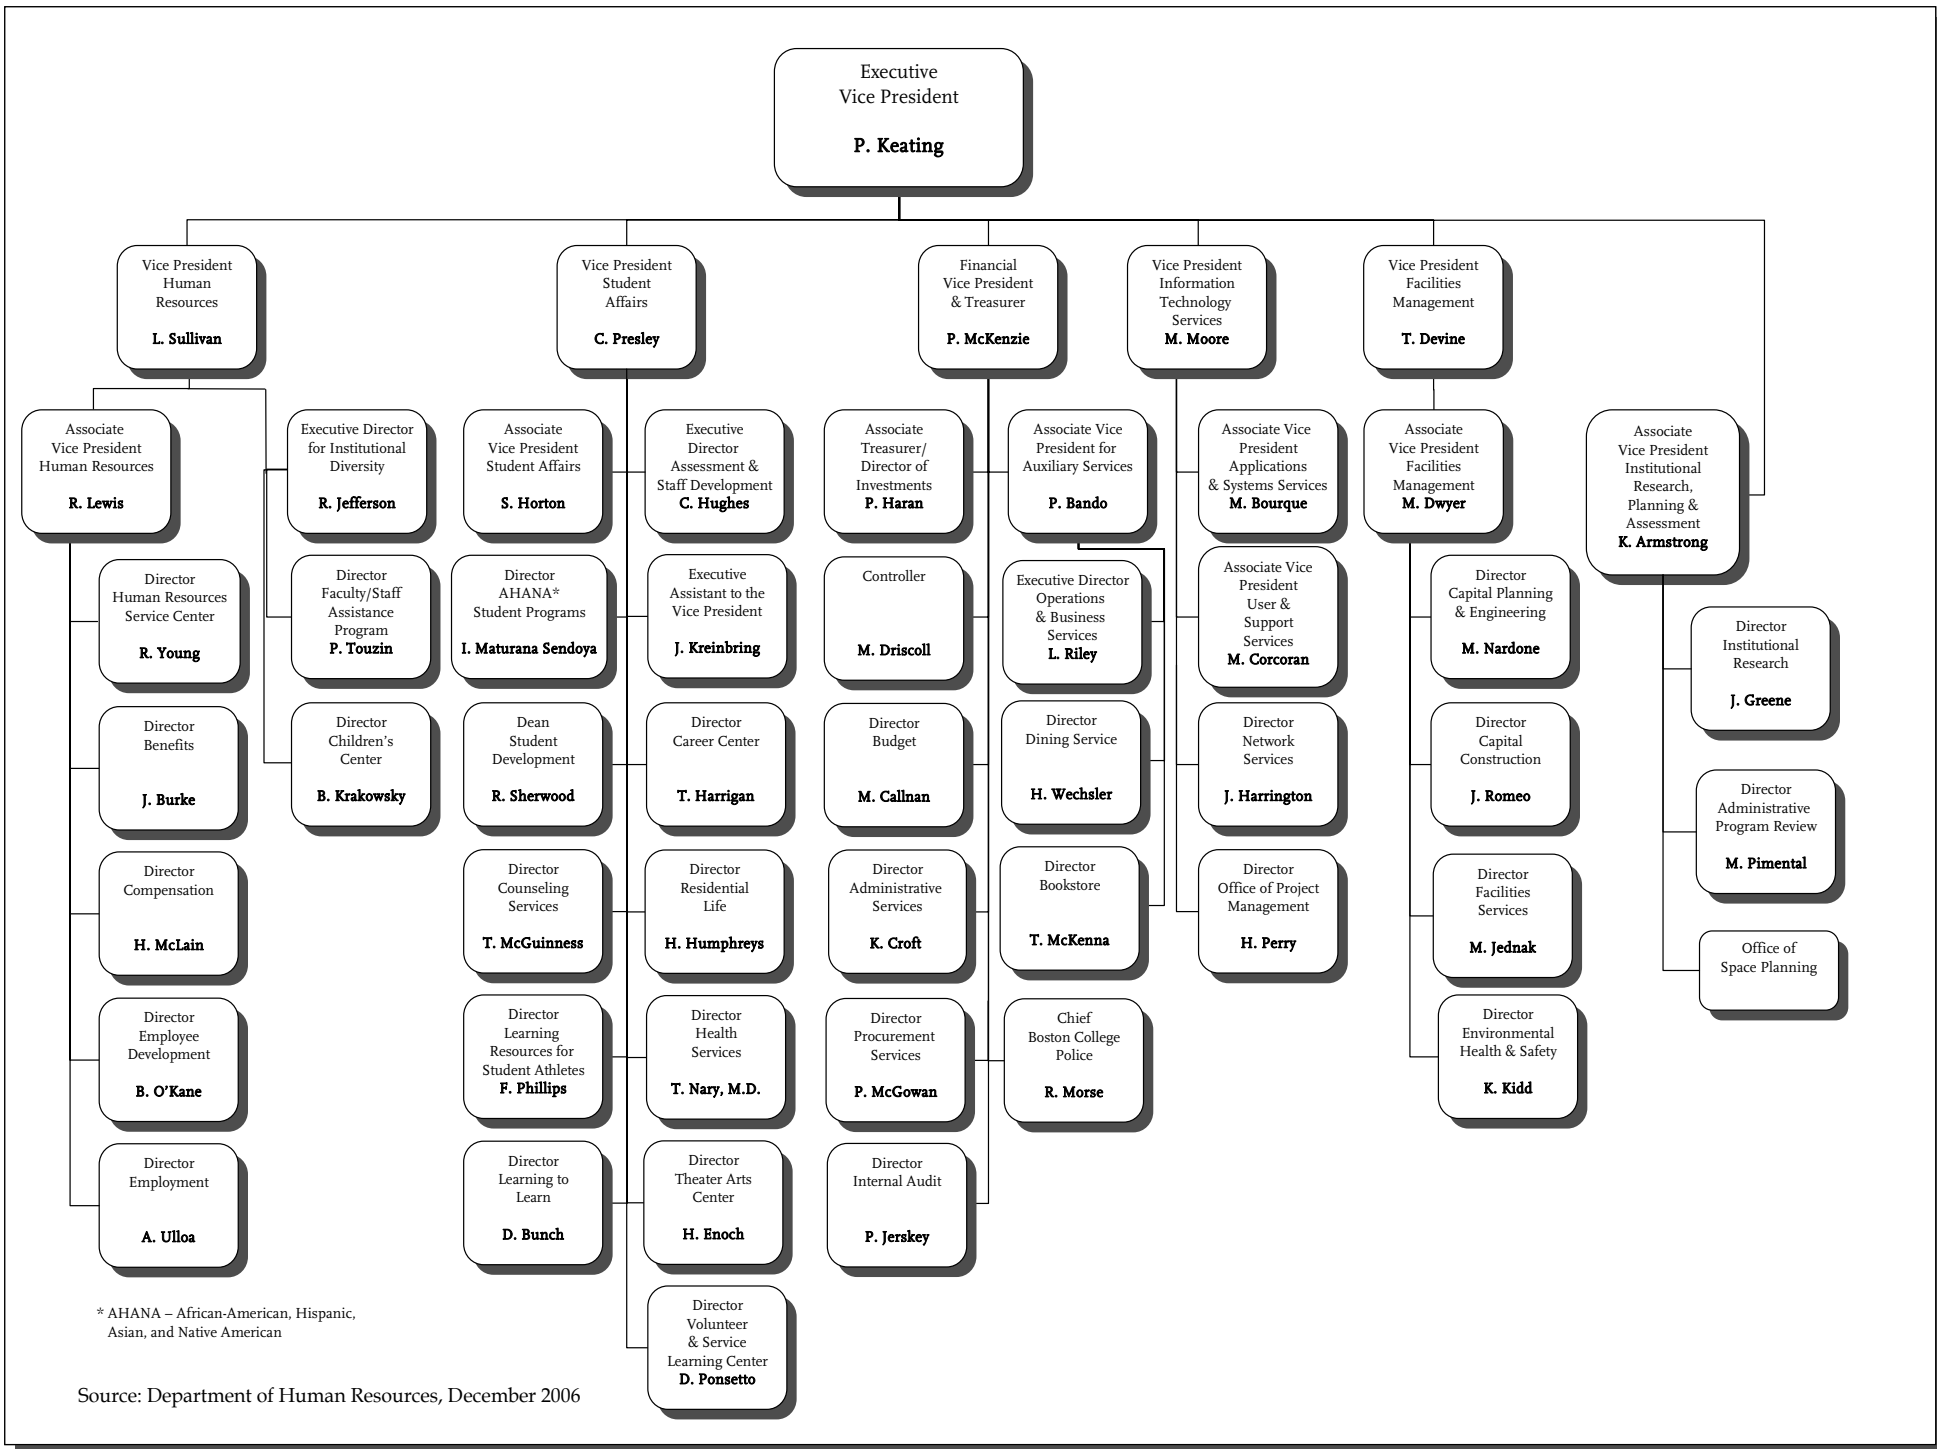 Executive
Vice President
P. Keating
Vice President
Human
Resources
L. Sullivan
Vice President
Student
Affairs
C. Presley
Financial
Vice President
& Treasurer
P. McKenzie
Vice President
Information
Technology
Services
M. Moore
Vice President
Facilities
Management
T. Devine
Associate
Vice President
Human Resources
R. Lewis
Executive Director
for Institutional
Diversity
R. Jefferson
Associate
Vice President
Student Affairs
S. Horton
Executive
Director
Assessment &
Staff Development
C. Hughes
Associate
Treasurer/
Director of
Investments
P. Haran
Associate Vice
President for
Auxiliary Services
P. Bando
Associate Vice
President
Applications
& Systems Services
M. Bourque
Associate
Vice President
Facilities
Management
M. Dwyer
Associate
Vice President
Institutional
Research,
Planning &
Assessment
K. Armstrong
Director
Human Resources
Service Center
R. Young
Director
Faculty/Staff
Assistance
Program
P. Touzin
Director
AHANA*
Student Programs
I. Maturana Sendoya
Executive
Assistant to the
Vice President
J. Kreinbring
Controller
M. Driscoll
Executive Director
Operations
& Business
Services
L. Riley
Associate Vice
President
User &
Support
Services
M. Corcoran
Director
Capital Planning
& Engineering
M. Nardone
Director
Institutional
Research
J. Greene
Director
Benefits
J. Burke
Director
Children's
Center
B. Krakowsky
Dean
Student
Development
R. Sherwood
Director
Career Center
T. Harrigan
Director
Budget
M. Callnan
Director
Dining Service
H. Wechsler
Director
Network
Services
J. Harrington
Director
Capital
Construction
J. Romeo
Director
Administrative
Program Review
M. Pimental
Director
Compensation
H. McLain
Director
Counseling
Services
T. McGuinness
Director
Residential
Life
H. Humphreys
Director
Administrative
Services
K. Croft
Director
Bookstore
T. McKenna
Director
Office of Project
Management
H. Perry
Director
Facilities
Services
M. Jednak
Office of
Space Planning
Director
Employee
Development
B. O'Kane
Director
Learning
Resources for
Student Athletes
F. Phillips
Director
Health
Services
T. Nary, M.D.
Director
Procurement
Services
P. McGowan
Chief
Boston College
Police
R. Morse
Director
Environmental
Health & Safety
K. Kidd
Director
Employment
A. Ulloa
Director
Learning to
Learn
D. Bunch
Director
Theater Arts
Center
H. Enoch
Director
Internal Audit
P. Jerskey
Director
Volunteer
& Service
Learning Center
D. Ponsetto
* AHANA – African-American, Hispanic,
Asian, and Native American
Source: Department of Human Resources, December 2006